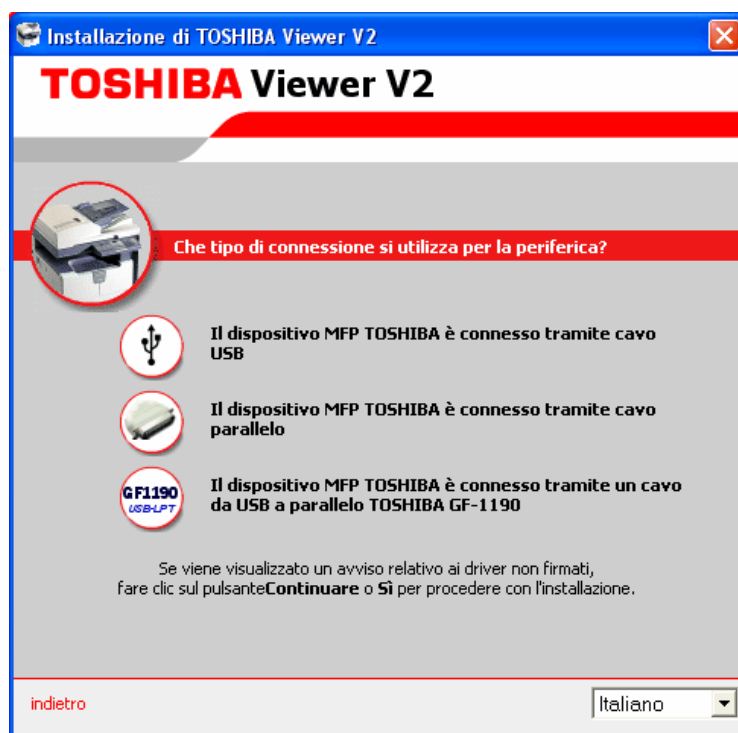 Installazione di TOSHIBA Viewer V2
TOSHIBA Viewer V2
Che tipo di connessione si utilizza per la periferica?
Il dispositivo MFP TOSHIBA è connesso tramite cavo
USB
Il dispositivo MFP TOSHIBA è connesso tramite cavo
parallelo
GF1190
USB-LPT
Il dispositivo MFP TOSHIBA è connesso tramite un cavo
da USB a parallelo TOSHIBA GF-1190
Se viene visualizzato un avviso relativo ai driver non firmati,
fare clic sul pulsanteContinuare o Sì per procedere con l'installazione.
indietro
Italiano